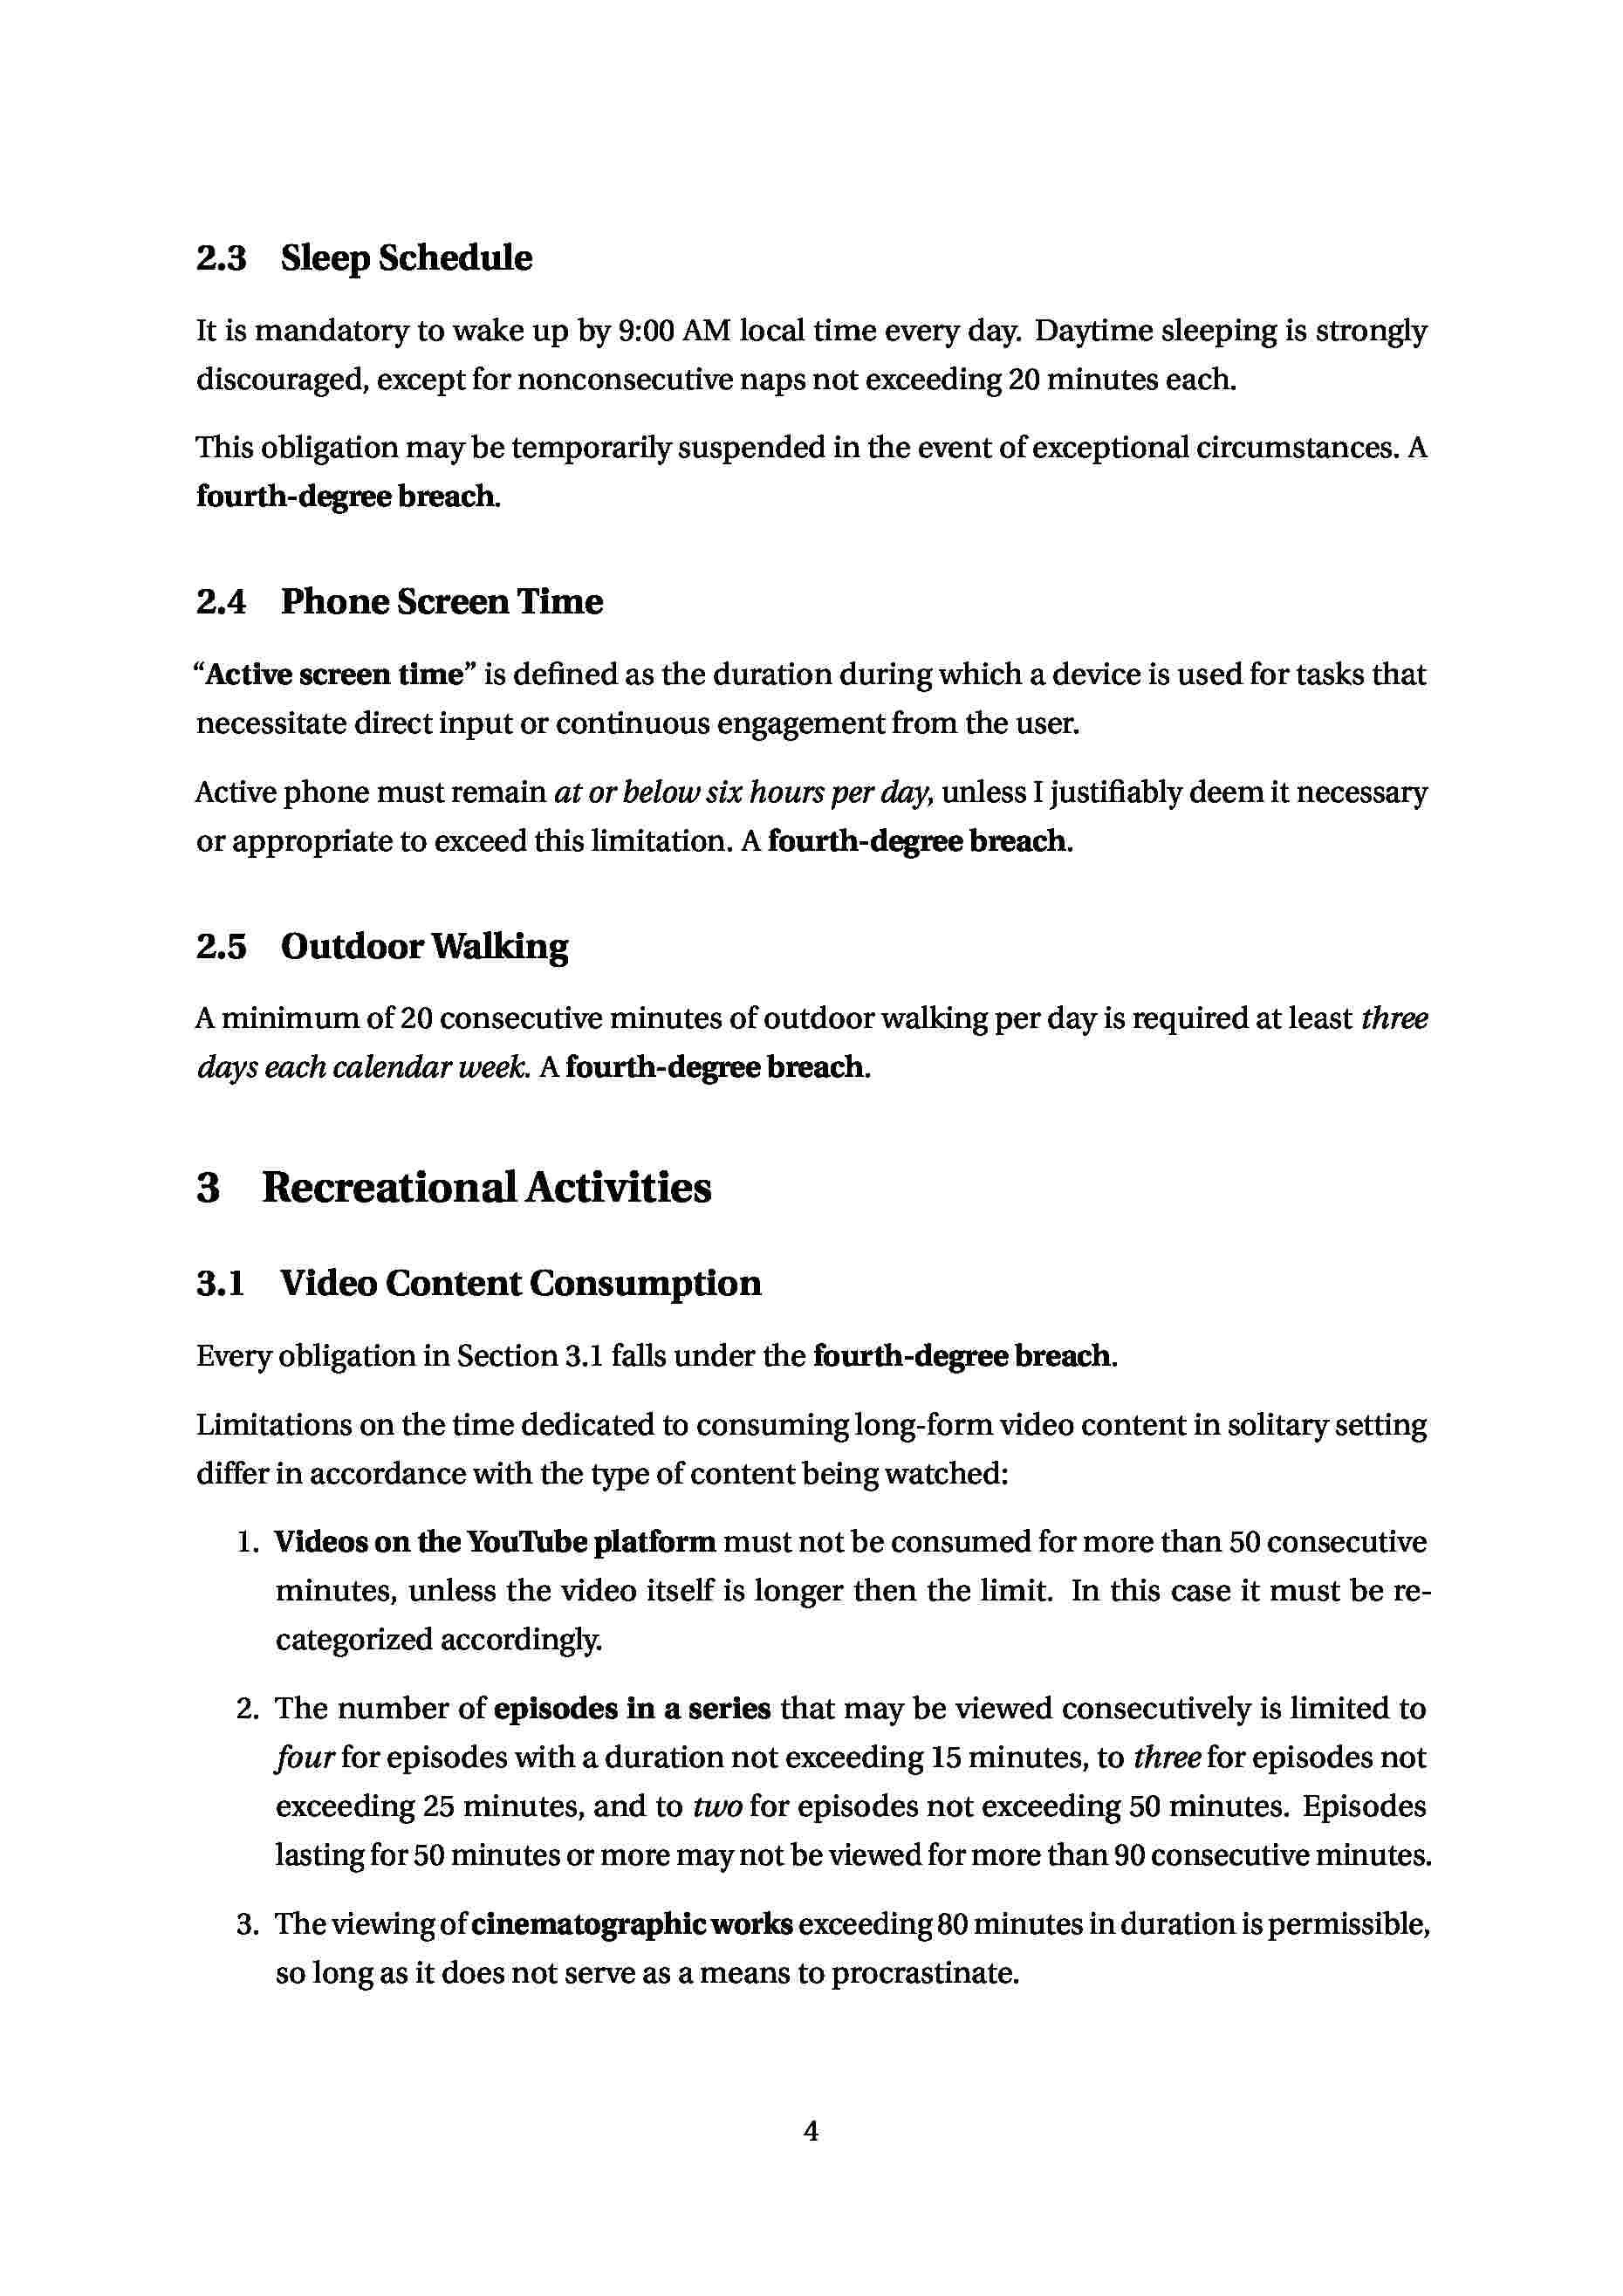 2.3 Sleep Schedule
It is mandatory to wake up by 9:00 AM local time every day. Daytime sleeping is strongly
discouraged, except for nonconsecutive naps not exceeding 20 minutes each.
This obligation may be temporarily suspended in the event of exceptional circumstances. A
fourth-degree breach.
2.4 Phone Screen Time
“Active screen time” is defined as the duration during which a device is used for tasks that
necessitate direct input or continuous engagement from the user.
Active phone must remain at or below six hours per day, unless I justifiably deem it necessary
or appropriate to exceed this limitation. A fourth-degree breach.
2.5 Outdoor Walking
A minimum of 20 consecutive minutes of outdoor walking per day is required at least three
days each calendar week. A fourth-degree breach.
3 Recreational Activities
3.1 Video Content Consumption
Every obligation in Section 3.1 falls under the fourth-degree breach.
Limitations on the time dedicated to consuming long-form video content in solitary setting
differ in accordance with the type of content being watched:
1. Videos on the YouTube platform must not be consumed for more than 50 consecutive
minutes, unless the video itself is longer then the limit. In this case it must be re-
categorized accordingly.
2. The number of episodes in a series that may be viewed consecutively is limited to
four for episodes with a duration not exceeding 15 minutes, to three for episodes not
exceeding 25 minutes, and to two for episodes not exceeding 50 minutes. Episodes
lasting for 50 minutes or more may not be viewed for more than 90 consecutive minutes.
3. The viewing of cinematographic works exceeding 80 minutes in duration is permissible,
so long as it does not serve as a means to procrastinate.
4